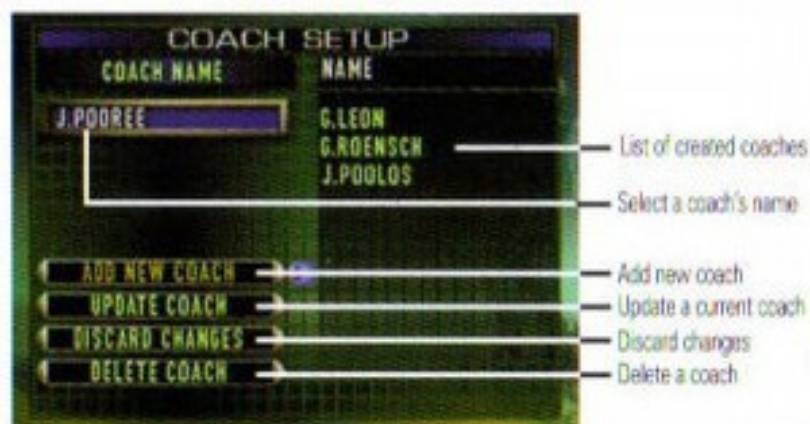 COACH SETUP
COACH NAME
NAME
J.POOREE
G.LEON
G.ROENSCH
J.POOLOS
List of created coaches
Select a coach's name
ADD NEW COACH
Add new coach
UPDATE COACH
Update a current coach
DISCARD CHANGES
Discard changes
DELETE COACH
Delete a coach